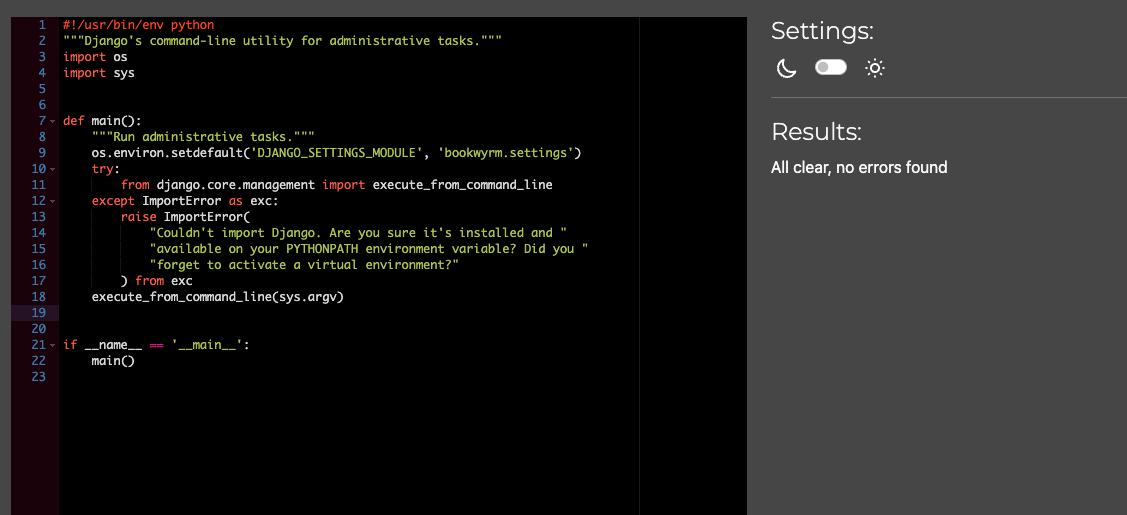 1 #!/usr/bin/env python
2 """Django's command-line utility for administrative tasks."""
3 import os
4 import sys
5
6
7 def main():
8     """Run administrative tasks."""
9     os.environ.setdefault('DJANGO_SETTINGS_MODULE', 'bookwyrm.settings')
10     try:
11         from django.core.management import execute_from_command_line
12     except ImportError as exc:
13         raise ImportError(
14             "Couldn't import Django. Are you sure it's installed and "
15             "available on your PYTHONPATH environment variable? Did you "
16             "forget to activate a virtual environment?"
17         ) from exc
18     execute_from_command_line(sys.argv)
19
20
21 if __name__ == '__main__':
22     main()
23
Settings:
Results:
All clear, no errors found